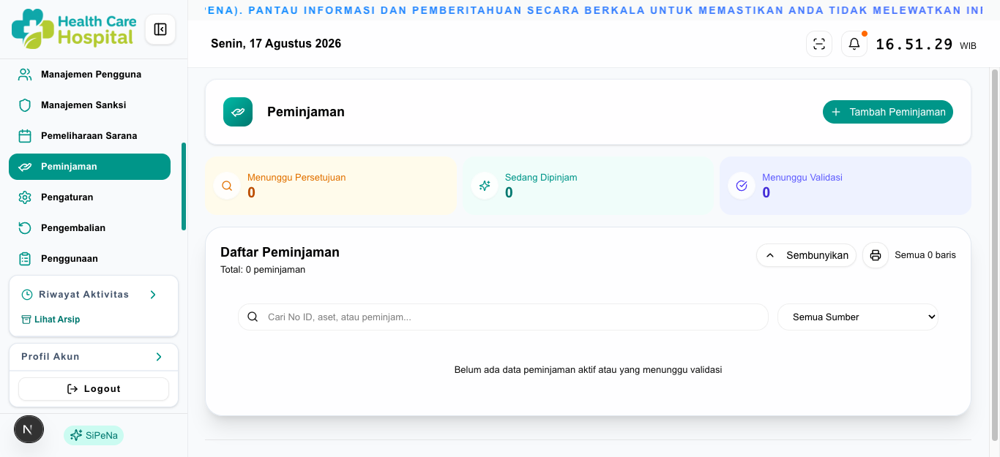 Health Care
Hospital
PENA). PANTAU INFORMASI DAN PEMBERITAHUAN SECARA BERKALA UNTUK MEMASTIKAN ANDA TIDAK MELEWATKAN INI
Senin, 17 Agustus 2026
16.51.29 WIB
Manajemen Pengguna
Manajemen Sanksi
Pemeliharaan Sarana
Peminjaman
Pengaturan
Pengembalian
Penggunaan
Riwayat Aktivitas
Lihat Arsip
Profil Akun
Logout
N
SiPeNa
Peminjaman
Tambah Peminjaman
Menunggu Persetujuan
0
Sedang Dipinjam
0
Menunggu Validasi
0
Daftar Peminjaman
Total: 0 peminjaman
Sembunyikan
Semua 0 baris
Cari No ID, aset, atau peminjam...
Semua Sumber
Belum ada data peminjaman aktif atau yang menunggu validasi